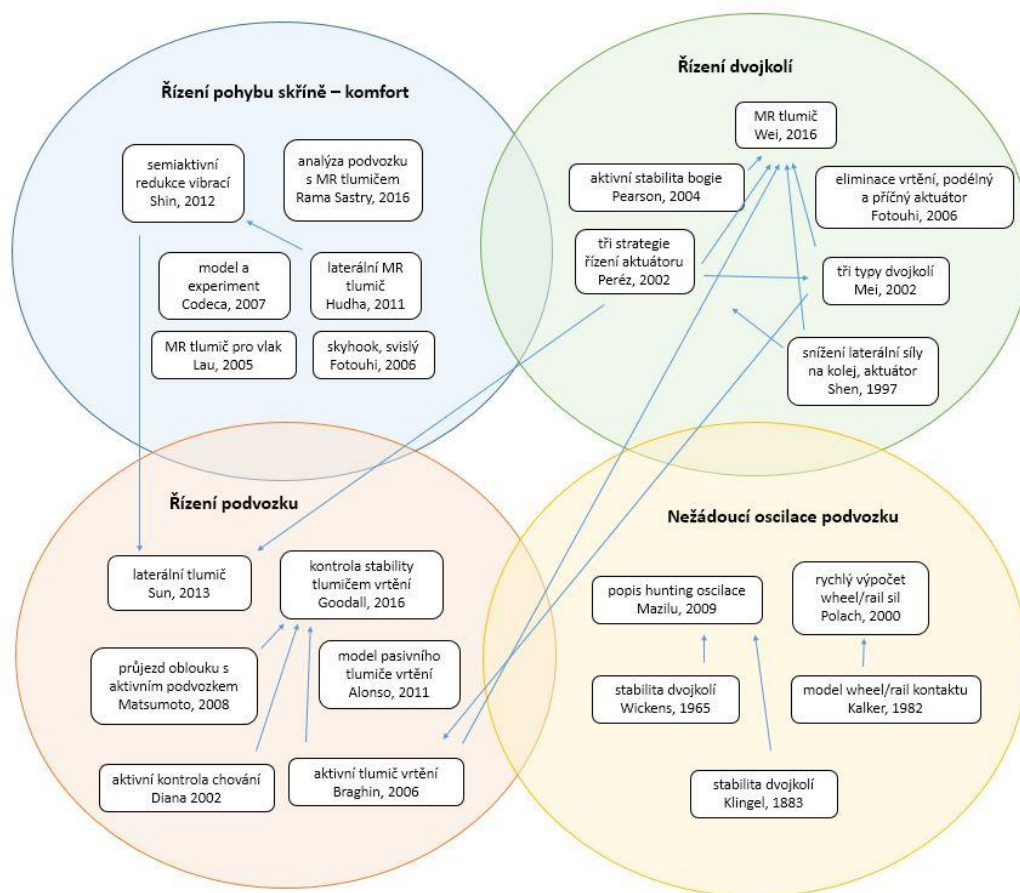 Řízení pohybu skříně – komfort
semiaktivní
redukce vibrací
Shin, 2012
analýza podvozku
s MR tlumičem
Rama Sastry, 2016
model a
experiment
Codeca, 2007
laterální MR
tlumič
Hudha, 2011
MR tlumič pro vlak
Lau, 2005
skyhook, svislý
Fotouhi, 2006
Řízení dvojkolí
MR tlumič
Wei, 2016
aktivní stabilita bogie
Pearson, 2004
eliminace vrtění, podélný
a příčný aktuátor
Fotouhi, 2006
tři strategie
řízení aktuátoru
Peréz, 2002
tři typy dvojkolí
Mei, 2002
snížení laterální síly
na kolej, aktuátor
Shen, 1997
Řízení podvozku
laterální tlumič
Sun, 2013
kontrola stability
tlumičem vrtění
Goodall, 2016
průjezd oblouku s
aktivním podvozkem
Matsumoto, 2008
model pasivního
tlumiče vrtění
Alonso, 2011
aktivní kontrola chování
Diana 2002
aktivní tlumič vrtění
Braghin, 2006
Nežádoucí oscilace podvozku
popis hunting oscilace
Mazilu, 2009
rychlý výpočet
wheel/rail sil
Polach, 2000
stabilita dvojkolí
Wickens, 1965
model wheel/rail kontaktu
Kalker, 1982
stabilita dvojkolí
Klingel, 1883